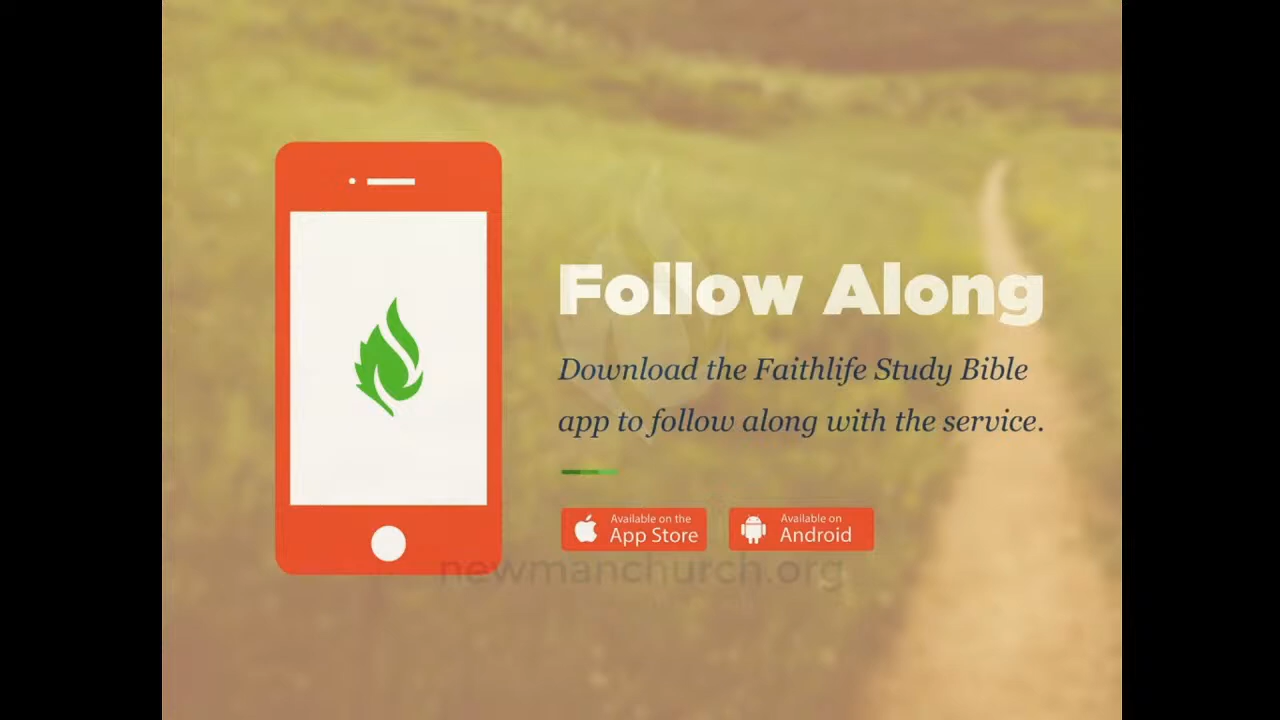 Follow Along
Download the Faithlife Study Bible
app to follow along with the service.
Available on the
App Store
Available on
Android
newmanchurch.org